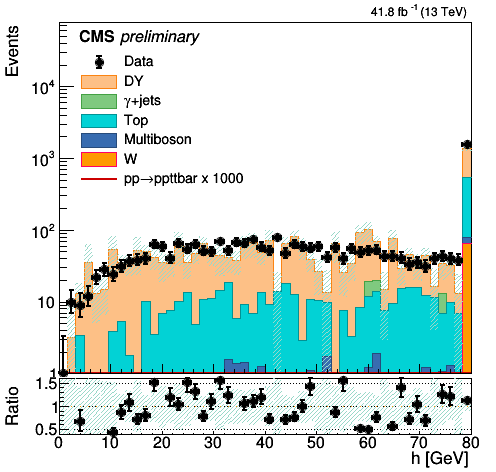 41.8 fb⁻¹ (13 TeV)
Events
CMS preliminary
Data
DY
γ+jets
Top
Multiboson
W
pp→ppttbar x 1000
10⁴
10³
10²
10
1
Ratio
1.5
1
0.5
0 10 20 30 40 50 60 70 80
h [GeV]